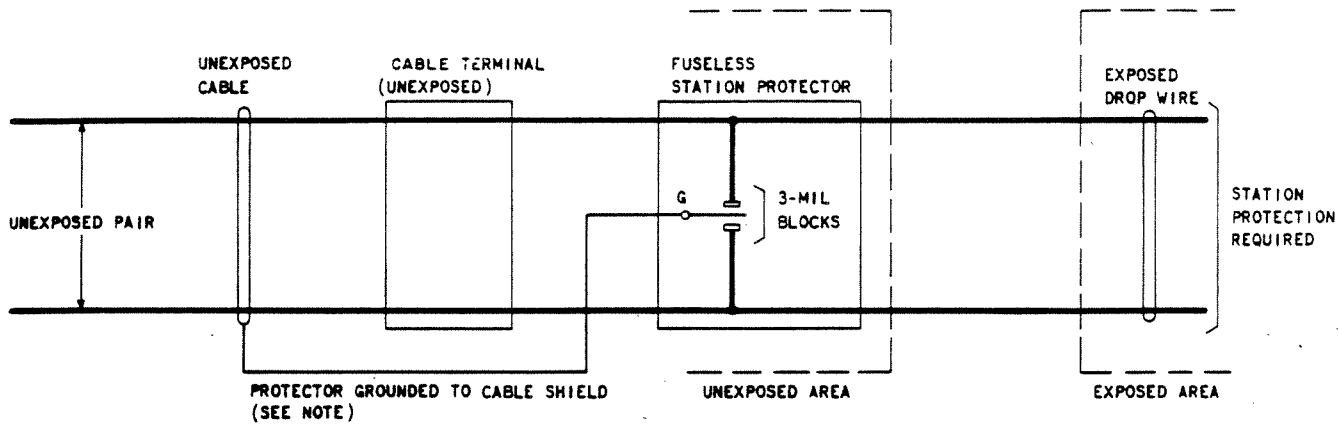 UNEXPOSED
CABLE
CABLE TERMINAL
(UNEXPOSED)
FUSELESS
STATION PROTECTOR
EXPOSED
DROP WIRE
UNEXPOSED PAIR
G
3-MIL
BLOCKS
STATION
PROTECTION
REQUIRED
PROTECTOR GROUNDED TO CABLE SHIELD
(SEE NOTE)
UNEXPOSED AREA
EXPOSED AREA